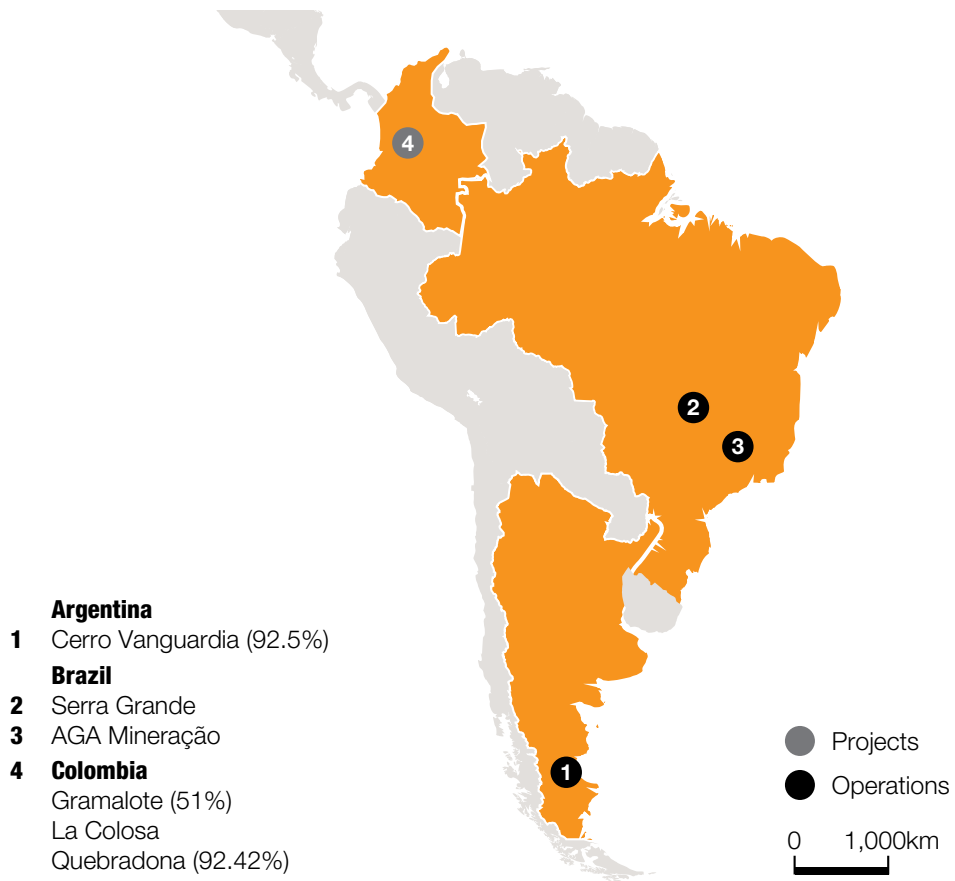 4
2
3
1
Argentina
1 Cerro Vanguardia (92.5%)
Brazil
2 Serra Grande
3 AGA Mineração
4 Colombia
Gramalote (51%)
La Colosa
Quebradona (92.42%)
Projects
Operations
0 1,000km